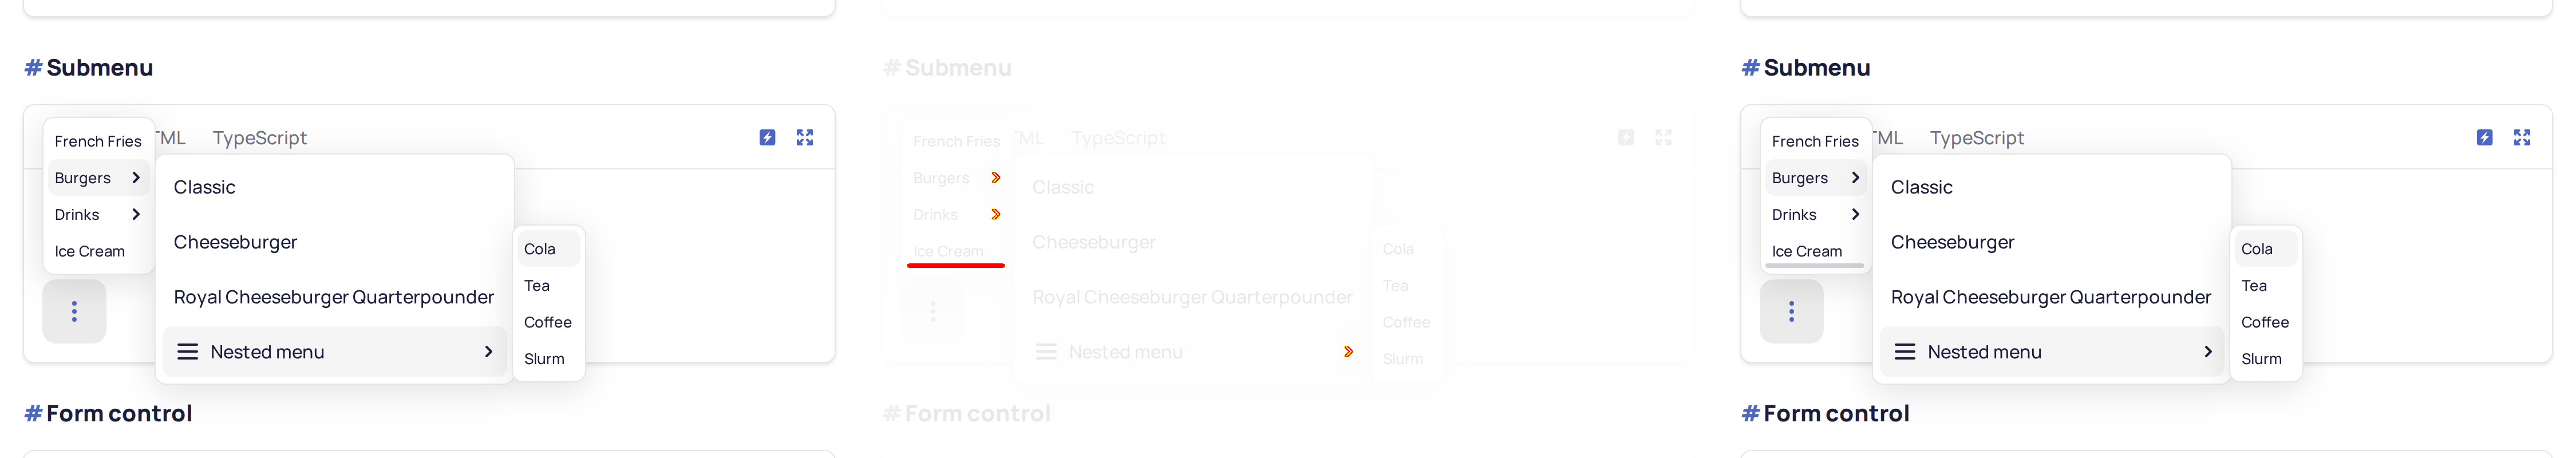 # Submenu
French Fries
TML TypeScript
Burgers
Classic
Drinks
Cheeseburger
Ice Cream
Cola
Tea
Royal Cheeseburger Quarterpounder
Coffee
Nested menu
Slurm
# Form control
# Submenu
French Fries
TML TypeScript
Burgers
Classic
Drinks
Cheeseburger
Ice Cream
Cola
Tea
Royal Cheeseburger Quarterpounder
Coffee
Nested menu
Slurm
# Form control
# Submenu
French Fries
TML TypeScript
Burgers
Classic
Drinks
Cheeseburger
Ice Cream
Cola
Tea
Royal Cheeseburger Quarterpounder
Coffee
Nested menu
Slurm
# Form control